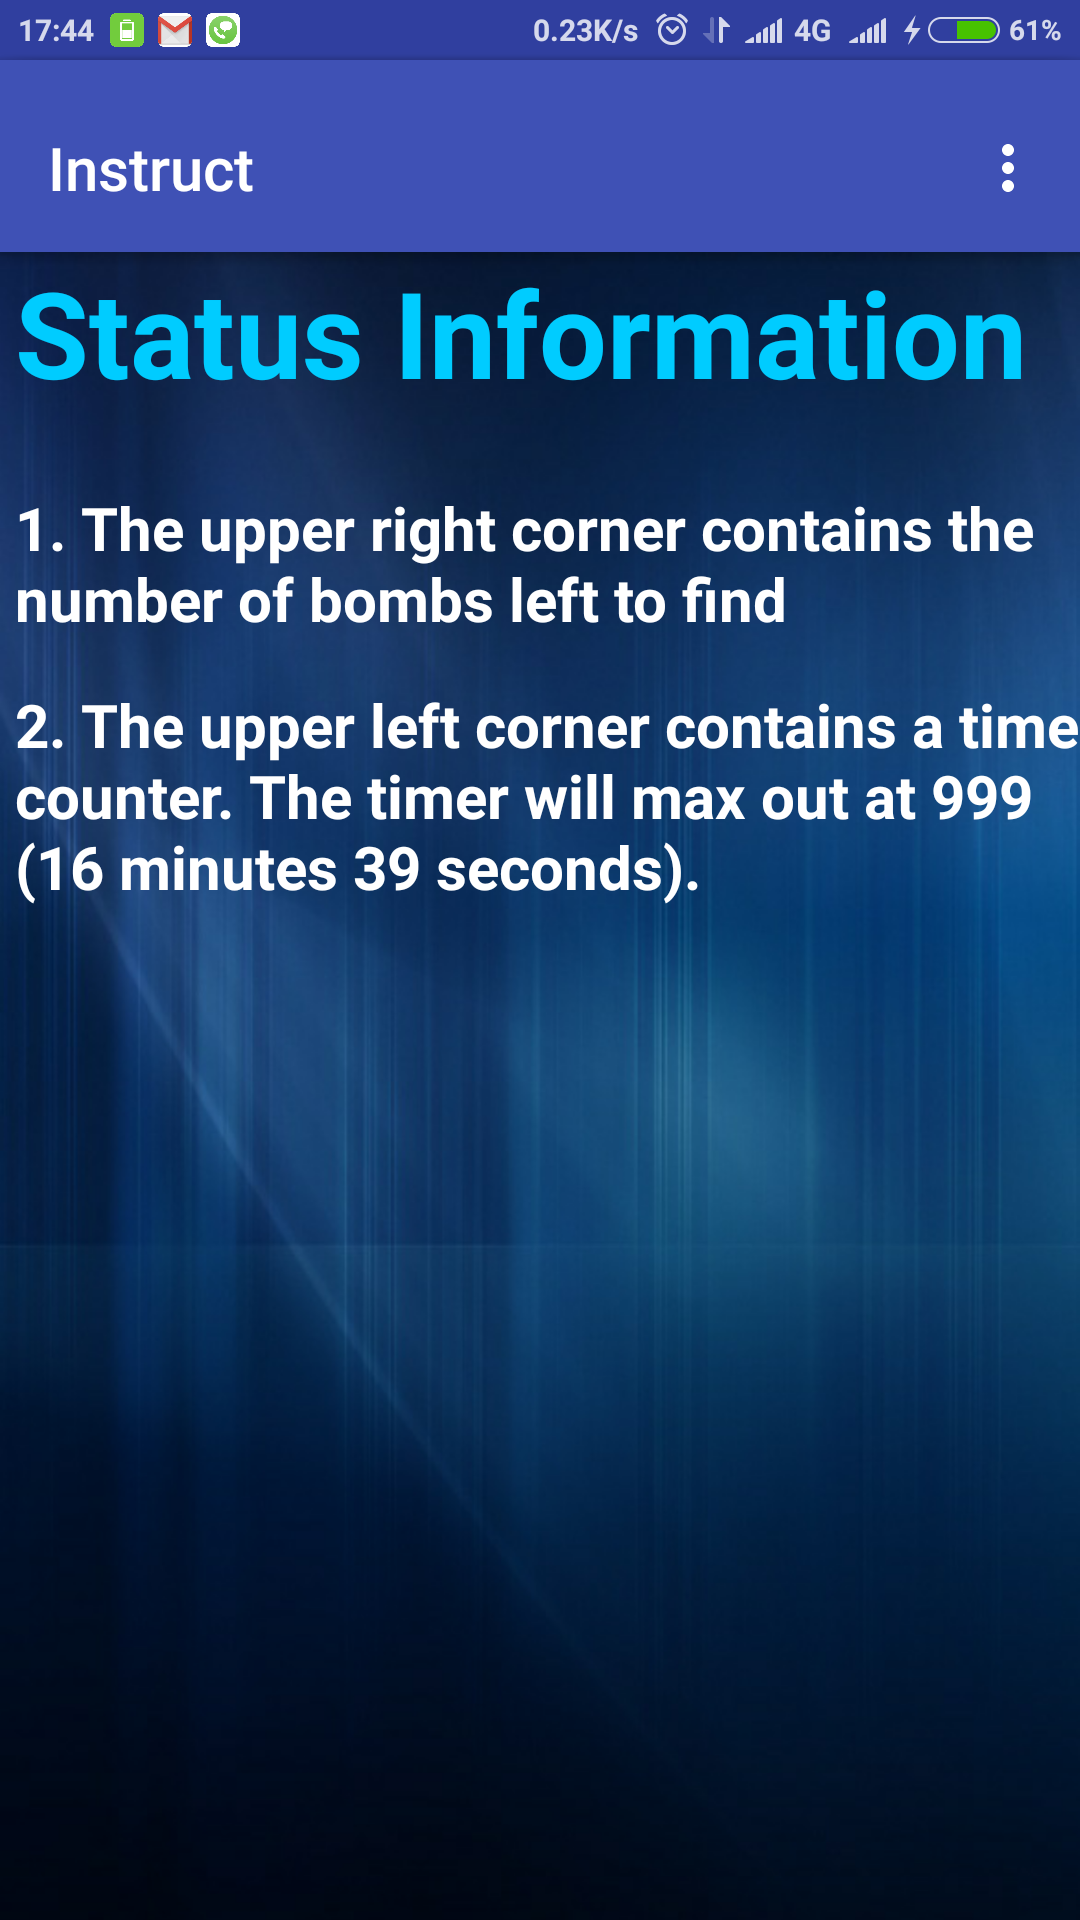 17:44 0.23K/s 4G 61%
Instruct
Status Information
1. The upper right corner contains the
number of bombs left to find
2. The upper left corner contains a time
counter. The timer will max out at 999
(16 minutes 39 seconds).